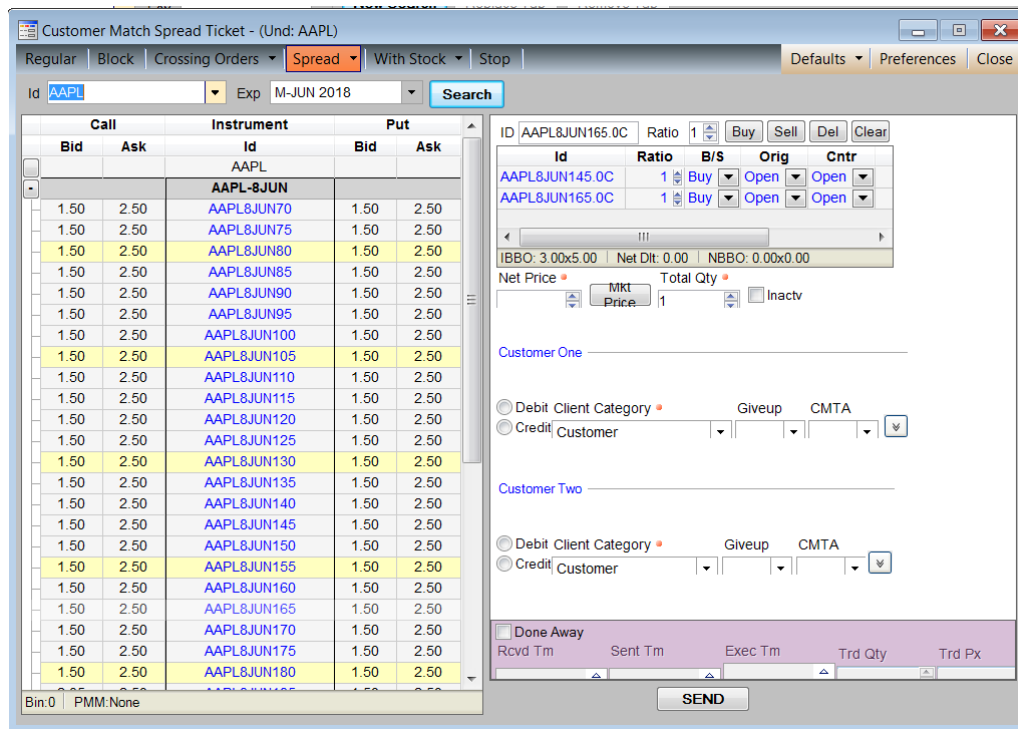 Customer Match Spread Ticket - (Und: AAPL)
Regular Block Crossing Orders Spread With Stock Stop Defaults Preferences Close
Id AAPL Exp M-JUN 2018 Search
Call Instrument Put
Bid Ask Id Bid Ask
AAPL
AAPL-8JUN
1.50 2.50 AAPL8JUN70 1.50 2.50
1.50 2.50 AAPL8JUN75 1.50 2.50
1.50 2.50 AAPL8JUN80 1.50 2.50
1.50 2.50 AAPL8JUN85 1.50 2.50
1.50 2.50 AAPL8JUN90 1.50 2.50
1.50 2.50 AAPL8JUN95 1.50 2.50
1.50 2.50 AAPL8JUN100 1.50 2.50
1.50 2.50 AAPL8JUN105 1.50 2.50
1.50 2.50 AAPL8JUN110 1.50 2.50
1.50 2.50 AAPL8JUN115 1.50 2.50
1.50 2.50 AAPL8JUN120 1.50 2.50
1.50 2.50 AAPL8JUN125 1.50 2.50
1.50 2.50 AAPL8JUN130 1.50 2.50
1.50 2.50 AAPL8JUN135 1.50 2.50
1.50 2.50 AAPL8JUN140 1.50 2.50
1.50 2.50 AAPL8JUN145 1.50 2.50
1.50 2.50 AAPL8JUN150 1.50 2.50
1.50 2.50 AAPL8JUN155 1.50 2.50
1.50 2.50 AAPL8JUN160 1.50 2.50
1.50 2.50 AAPL8JUN165 1.50 2.50
1.50 2.50 AAPL8JUN170 1.50 2.50
1.50 2.50 AAPL8JUN175 1.50 2.50
1.50 2.50 AAPL8JUN180 1.50 2.50
Bin:0 PMM:None
ID AAPL8JUN165.0C Ratio 1 Buy Sell Del Clear
Id Ratio B/S Orig Cntr
AAPL8JUN145.0C 1 Buy Open Open
AAPL8JUN165.0C 1 Buy Open Open
IBBO: 3.00x5.00 Net Dlt: 0.00 NBBO: 0.00x0.00
Net Price Mkt Price Total Qty 1 Inactv
Customer One
Debit Client Category Giveup CMTA
Credit Customer
Customer Two
Debit Client Category Giveup CMTA
Credit Customer
Done Away
Rcvd Tm Sent Tm Exec Tm Trd Qty Trd Px
SEND